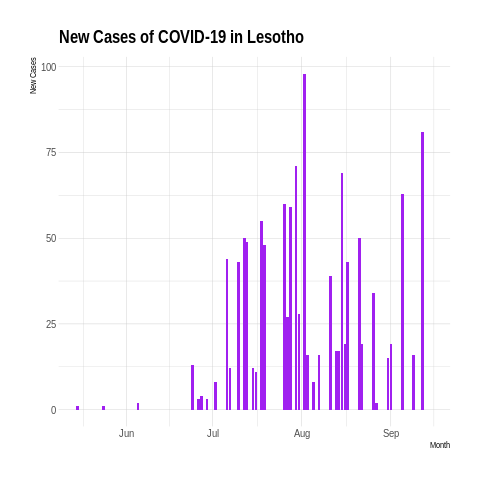 New Cases of COVID-19 in Lesotho
New Cases
100
75
50
25
0
Jun Jul Aug Sep
Month